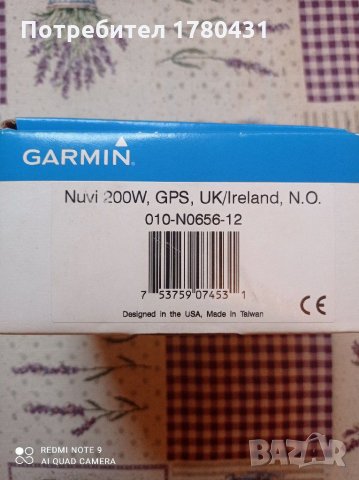 Потребител 1780431
GARMIN
Nuvi 200W, GPS, UK/Ireland, N.O.
010-N0656-12
7 53759 07453 1
Designed in the USA, Made in Taiwan
CE
REDMI NOTE 9
AI QUAD CAMERA
BAZAR